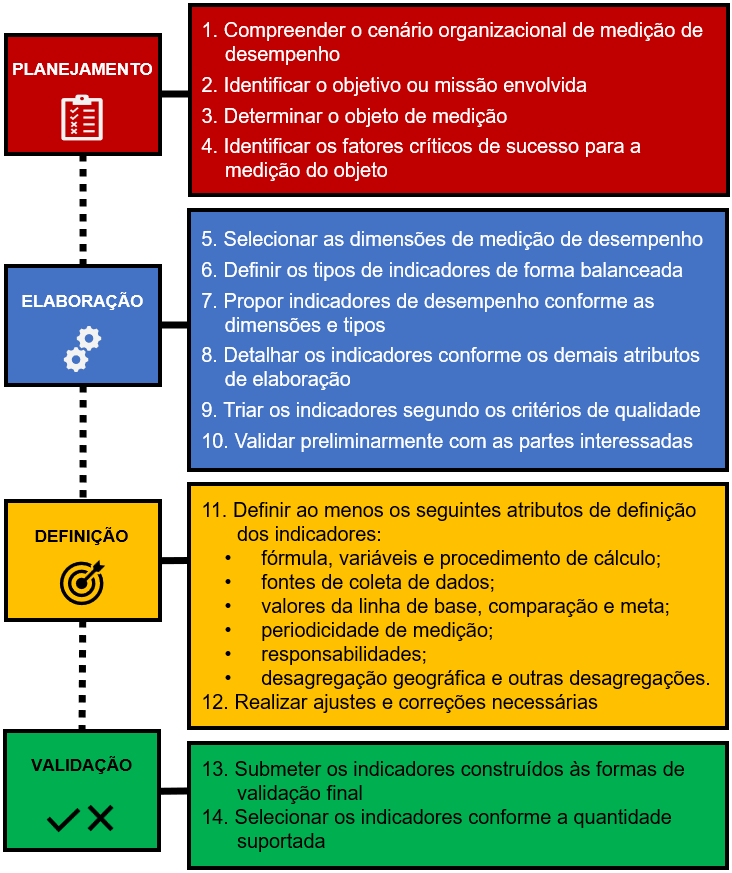 PLANEJAMENTO
1. Compreender o cenário organizacional de medição de
desempenho
2. Identificar o objetivo ou missão envolvida
3. Determinar o objeto de medição
4. Identificar os fatores críticos de sucesso para a
medição do objeto
ELABORAÇÃO
5. Selecionar as dimensões de medição de desempenho
6. Definir os tipos de indicadores de forma balanceada
7. Propor indicadores de desempenho conforme as
dimensões e tipos
8. Detalhar os indicadores conforme os demais atributos
de elaboração
9. Triar os indicadores segundo os critérios de qualidade
10. Validar preliminarmente com as partes interessadas
DEFINIÇÃO
11. Definir ao menos os seguintes atributos de definição
dos indicadores:
• fórmula, variáveis e procedimento de cálculo;
• fontes de coleta de dados;
• valores da linha de base, comparação e meta;
• periodicidade de medição;
• responsabilidades;
• desagregação geográfica e outras desagregações.
12. Realizar ajustes e correções necessárias
VALIDAÇÃO
13. Submeter os indicadores construídos às formas de
validação final
14. Selecionar os indicadores conforme a quantidade
suportada